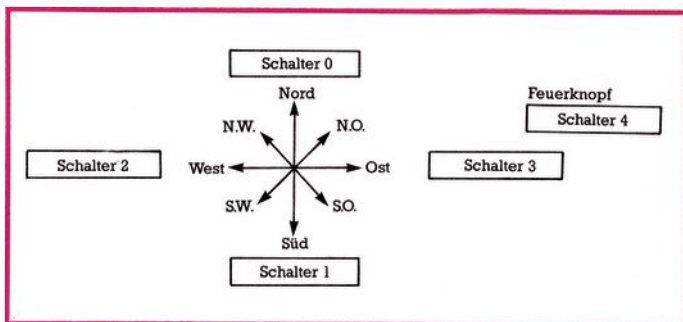 Schalter 0
Nord
Feuerknopf
Schalter 4
N.W.
N.O.
Schalter 2
West
Ost
Schalter 3
S.W.
S.O.
Süd
Schalter 1